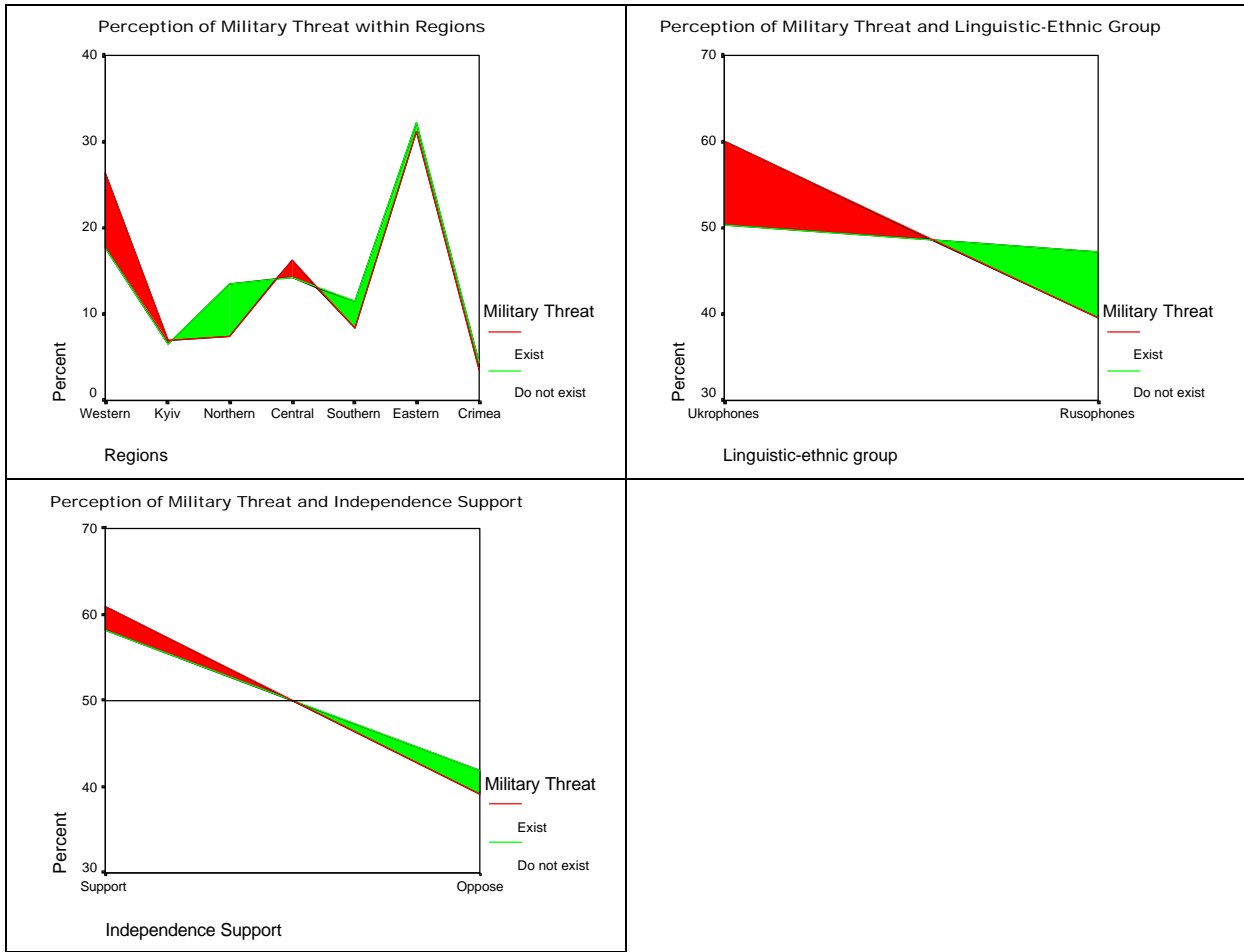 Perception of Military Threat within Regions
40
30
20
10
0
Percent
Western Kyiv Northern Central Southern Eastern Crimea
Regions
Military Threat
Exist
Do not exist
Perception of Military Threat and Linguistic-Ethnic Group
70
60
50
40
30
Percent
Ukrophones Rusophones
Linguistic-ethnic group
Military Threat
Exist
Do not exist
Perception of Military Threat and Independence Support
70
60
50
40
30
Percent
Support Oppose
Independence Support
Military Threat
Exist
Do not exist